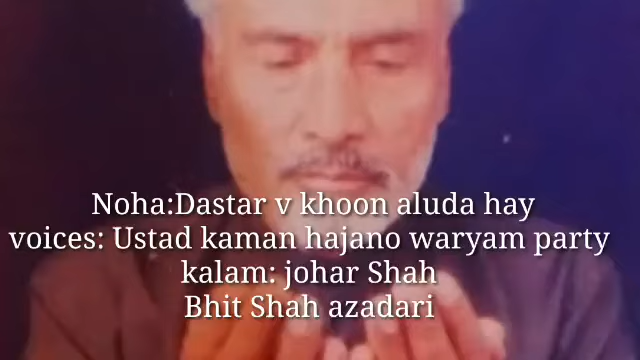 Noha:Dastar v khoon aluda hay
voices: Ustad kaman hajano waryam party
kalam: johar Shah
Bhit Shah azadari